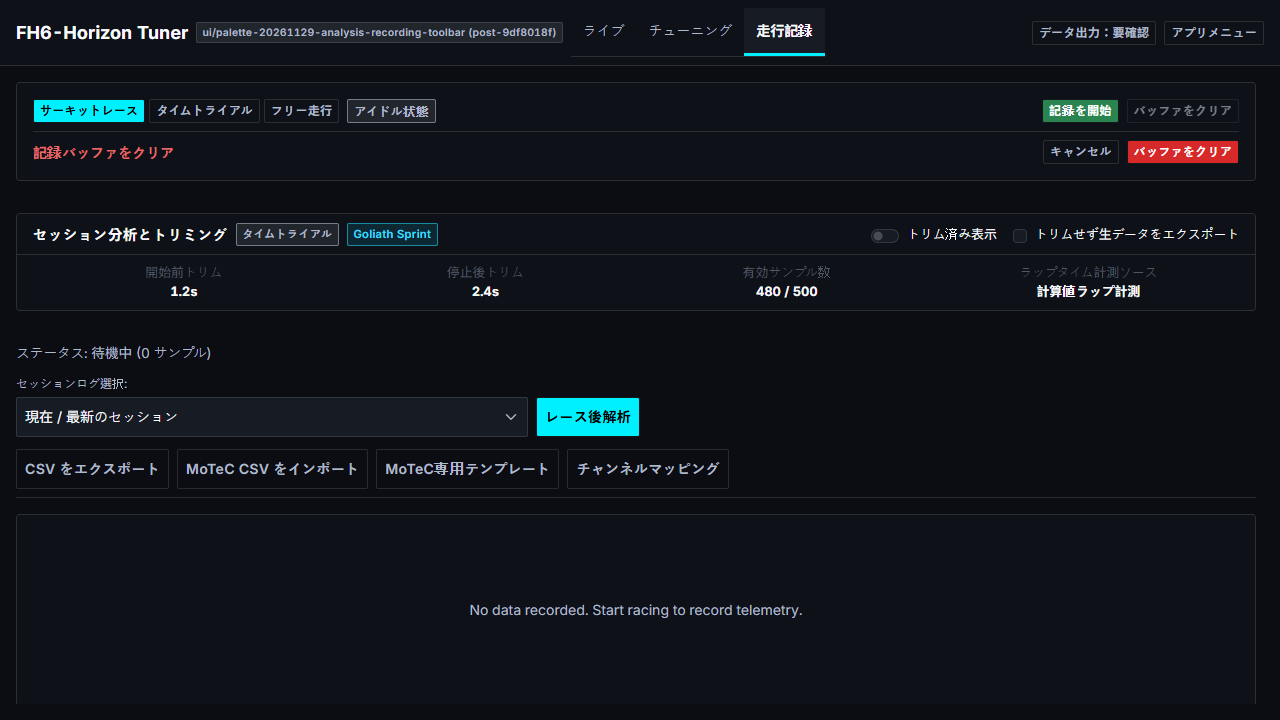 FH6-Horizon Tuner ui/palette-20261129-analysis-recording-toolbar (post-9df8018f) ライブ チューニング 走行記録 データ出力：要確認 アプリメニュー
サーキットレース タイムトライアル フリー走行 アイドル状態 記録を開始 バッファをクリア
記録バッファをクリア キャンセル バッファをクリア
セッション分析とトリミング タイムトライアル Goliath Sprint トリム済み表示 トリムせず生データをエクスポート
開始前トリム 停止後トリム 有効サンプル数 ラップタイム計測ソース
1.2s 2.4s 480 / 500 計算値ラップ計測
ステータス: 待機中 (0 サンプル)
セッションログ選択:
現在 / 最新のセッション レース後解析
CSV をエクスポート MoTeC CSV をインポート MoTeC専用テンプレート チャンネルマッピング
No data recorded. Start racing to record telemetry.